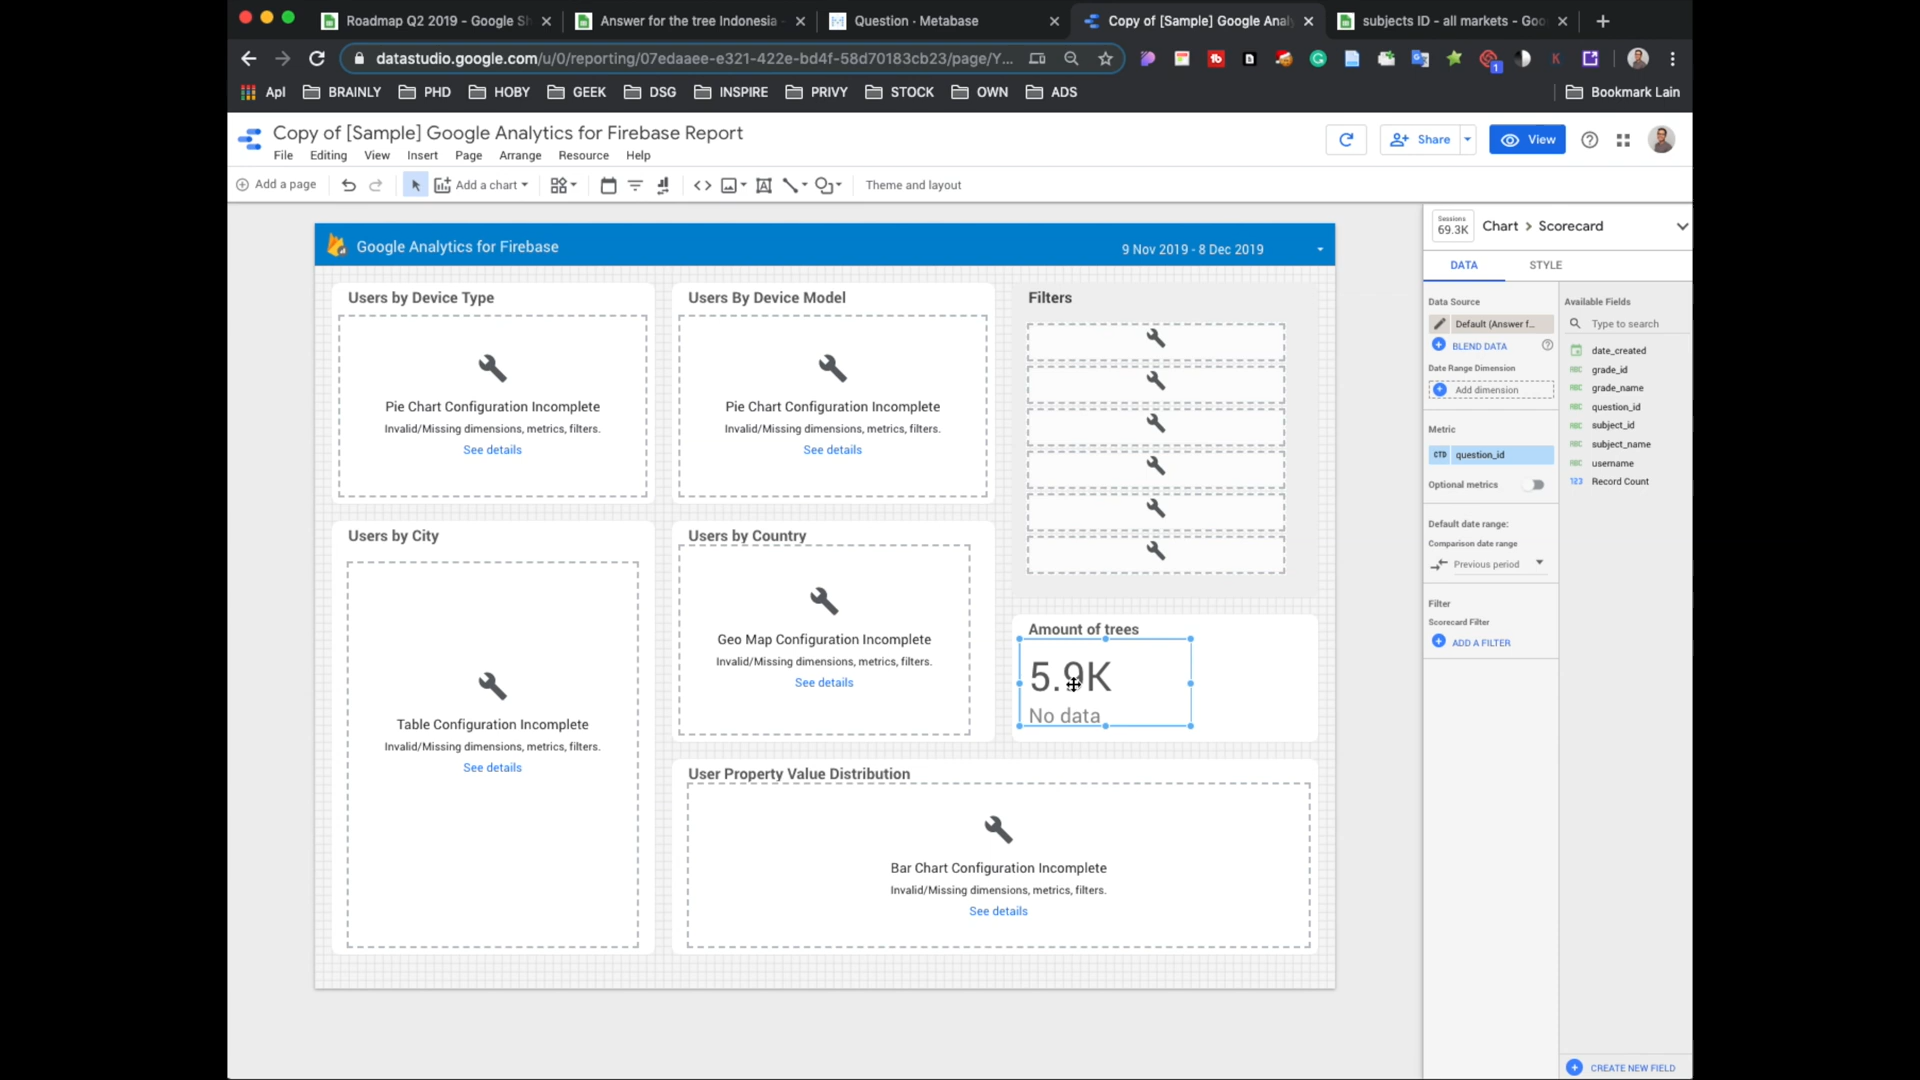 Roadmap Q2 2019 - Google Sh
Answer for the tree Indonesia -
Question · Metabase
Copy of [Sample] Google Anal
subjects ID - all markets - Goo
datastudio.google.com/u/0/reporting/07edaaee-e321-422e-bd4f-58d70183cb23/page/Y...
1
Apl
BRAINLY
PHD
HOBY
GEEK
DSG
INSPIRE
PRIVY
STOCK
OWN
ADS
Bookmark Lain
Copy of [Sample] Google Analytics for Firebase Report
Share
View
File
Editing
View
Insert
Page
Arrange
Resource
Help
Add a page
Add a chart
Theme and layout
Google Analytics for Firebase
9 Nov 2019 - 8 Dec 2019
Users by Device Type
Pie Chart Configuration Incomplete
Invalid/Missing dimensions, metrics, filters.
See details
Users By Device Model
Pie Chart Configuration Incomplete
Invalid/Missing dimensions, metrics, filters.
See details
Filters
Users by City
Table Configuration Incomplete
Invalid/Missing dimensions, metrics, filters.
See details
Users by Country
Geo Map Configuration Incomplete
Invalid/Missing dimensions, metrics, filters.
See details
Amount of trees
5.9K
No data
User Property Value Distribution
Bar Chart Configuration Incomplete
Invalid/Missing dimensions, metrics, filters.
See details
Sessions
69.3K
Chart > Scorecard
DATA
STYLE
Data Source
Default (Answer f...
BLEND DATA
Date Range Dimension
Add dimension
Metric
CTD question_id
Optional metrics
Default date range:
Comparison date range
Previous period
Filter
Scorecard Filter
ADD A FILTER
Available Fields
Type to search
date_created
ABC grade_id
ABC grade_name
ABC question_id
ABC subject_id
ABC subject_name
ABC username
123 Record Count
CREATE NEW FIELD